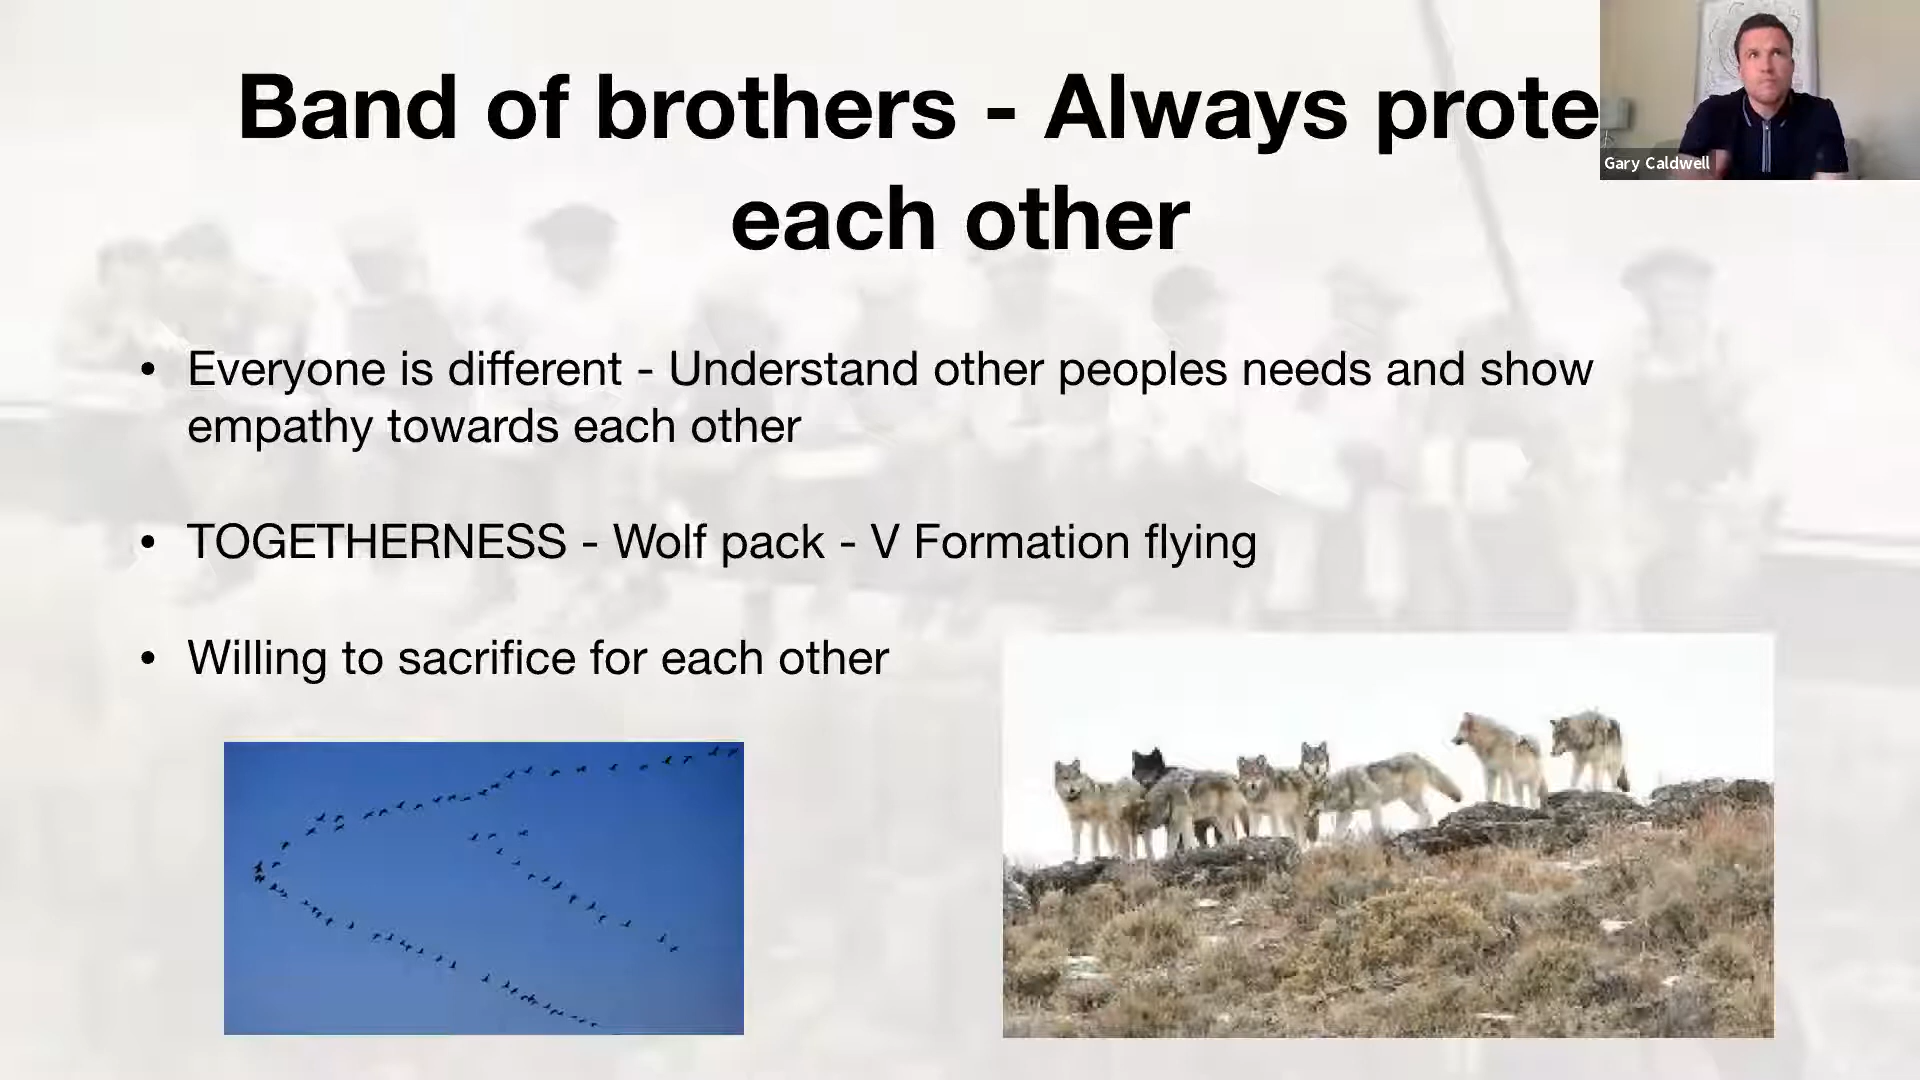 Band of brothers - Always prote
each other
Gary Caldwell
• Everyone is different - Understand other peoples needs and show
empathy towards each other
• TOGETHERNESS - Wolf pack - V Formation flying
• Willing to sacrifice for each other